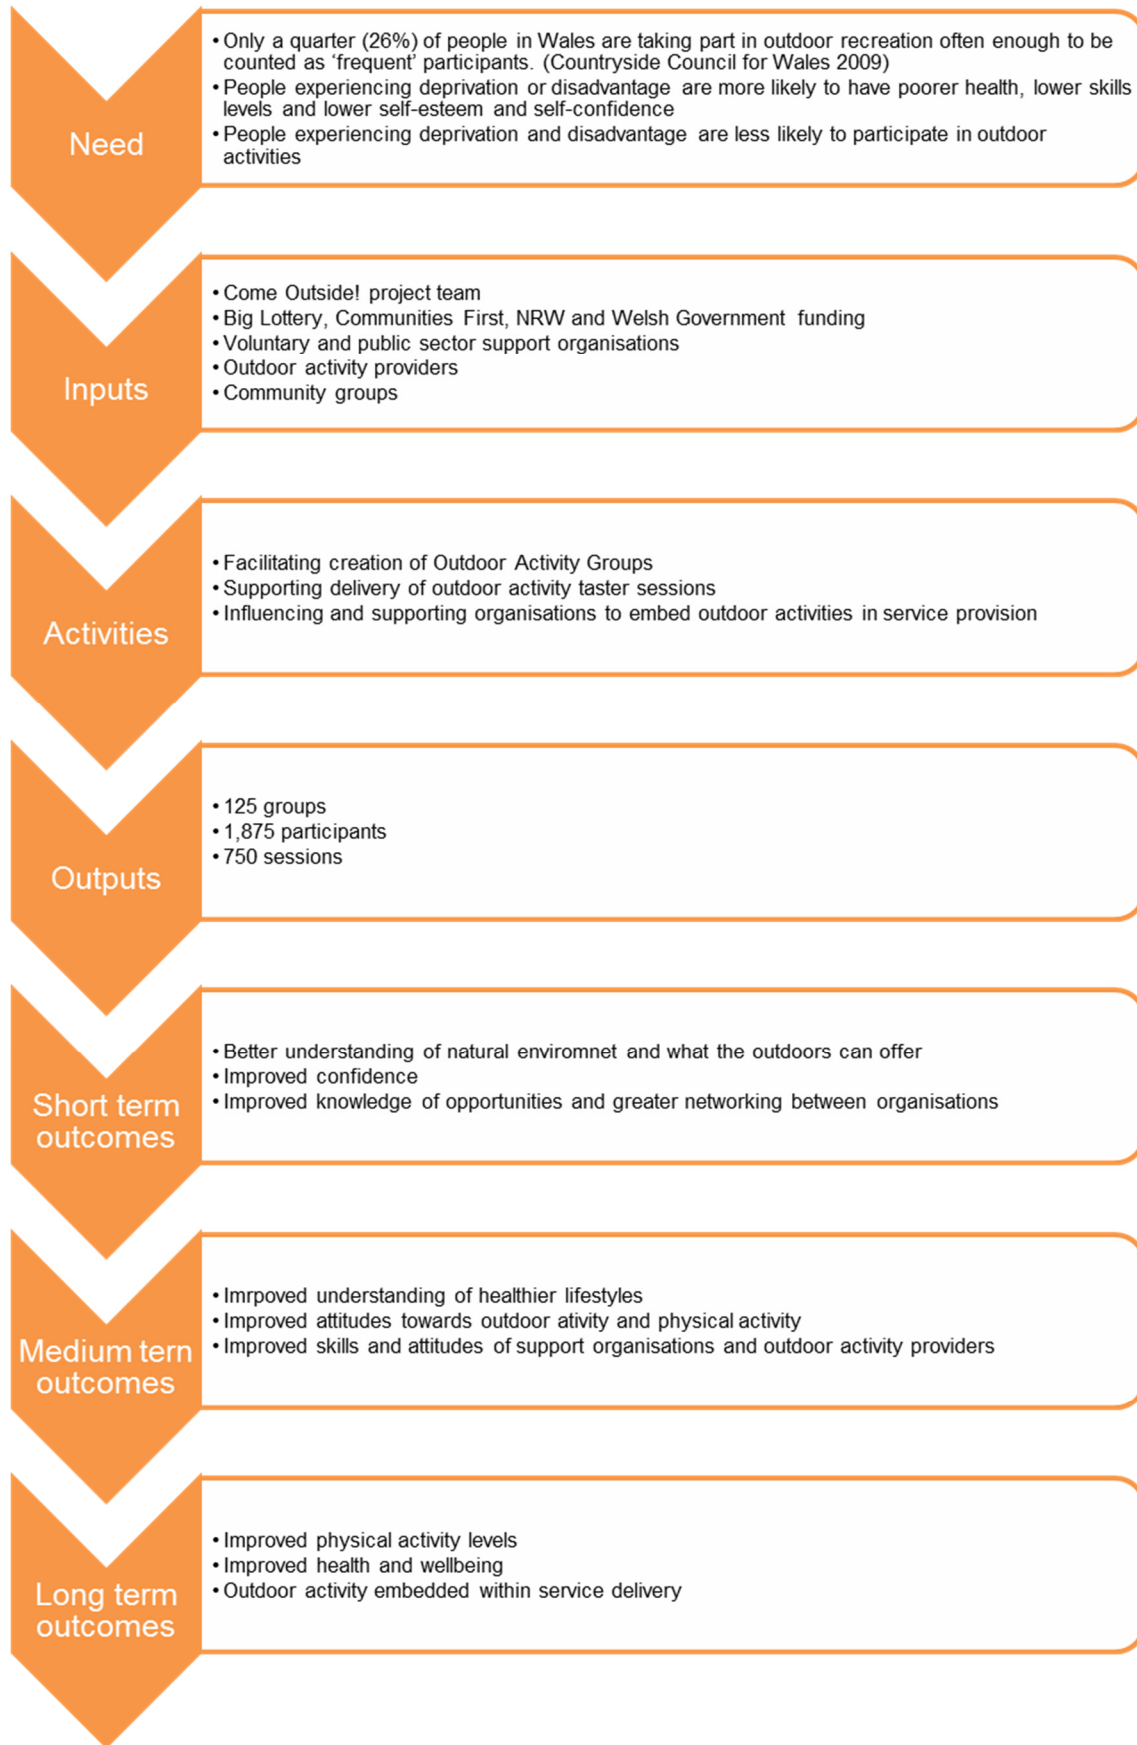 Need
• Only a quarter (26%) of people in Wales are taking part in outdoor recreation often enough to be
counted as ‘frequent’ participants. (Countryside Council for Wales 2009)
• People experiencing deprivation or disadvantage are more likely to have poorer health, lower skills
levels and lower self-esteem and self-confidence
• People experiencing deprivation and disadvantage are less likely to participate in outdoor
activities
Inputs
• Come Outside! project team
• Big Lottery, Communities First, NRW and Welsh Government funding
• Voluntary and public sector support organisations
• Outdoor activity providers
• Community groups
Activities
• Facilitating creation of Outdoor Activity Groups
• Supporting delivery of outdoor activity taster sessions
• Influencing and supporting organisations to embed outdoor activities in service provision
Outputs
• 125 groups
• 1,875 participants
• 750 sessions
Short term
outcomes
• Better understanding of natural enviromnet and what the outdoors can offer
• Improved confidence
• Improved knowledge of opportunities and greater networking between organisations
Medium tern
outcomes
• Imrpoved understanding of healthier lifestyles
• Improved attitudes towards outdoor ativity and physical activity
• Improved skills and attitudes of support organisations and outdoor activity providers
Long term
outcomes
• Improved physical activity levels
• Improved health and wellbeing
• Outdoor activity embedded within service delivery